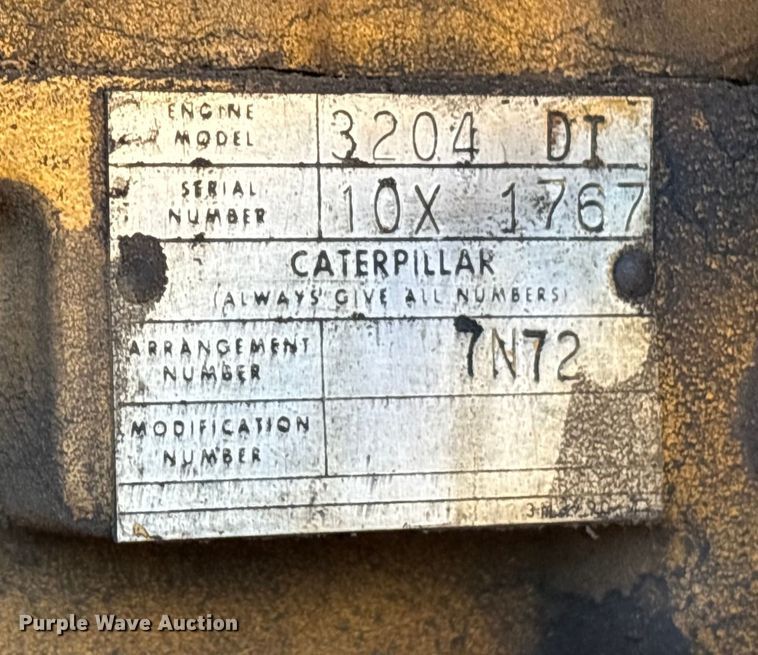 ENGINE
MODEL
3204 DI
SERIAL
NUMBER
10X 1767
CATERPILLAR
(ALWAYS GIVE ALL NUMBERS)
ARRANGEMENT
NUMBER
7N72
MODIFICATION
NUMBER
Purple Wave Auction